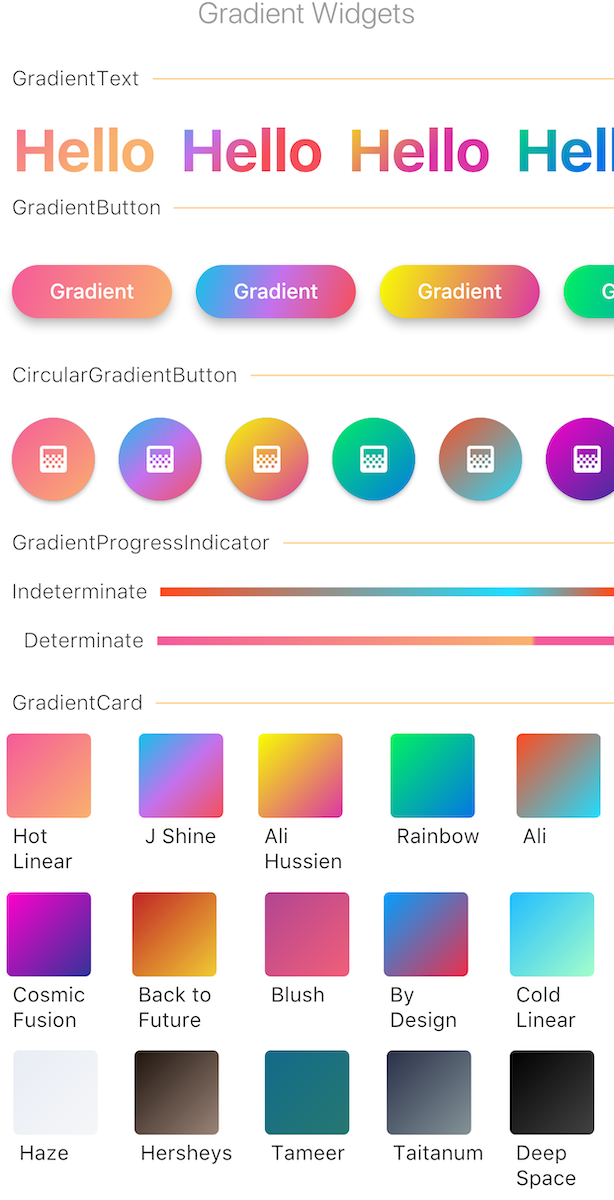 Gradient Widgets
GradientText
Hello Hello Hello Hell
GradientButton
Gradient Gradient Gradient G
CircularGradientButton
GradientProgressIndicator
Indeterminate
Determinate
GradientCard
Hot Linear J Shine Ali Hussien Rainbow Ali
Cosmic Fusion Back to Future Blush By Design Cold Linear
Haze Hersheys Tameer Taitanum Deep Space